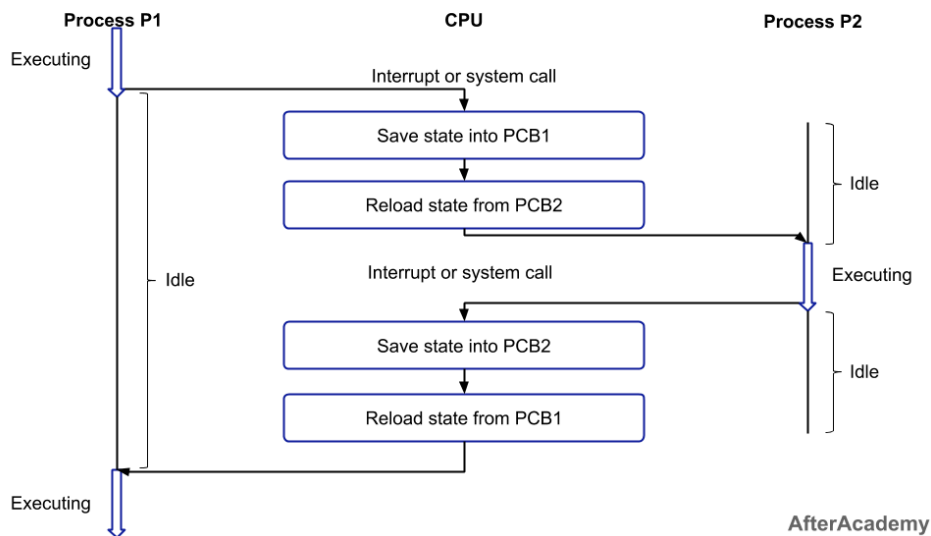 Process P1
CPU
Process P2
Executing
Interrupt or system call
Save state into PCB1
Idle
Reload state from PCB2
Interrupt or system call
Idle
Executing
Save state into PCB2
Idle
Reload state from PCB1
Executing
AfterAcademy